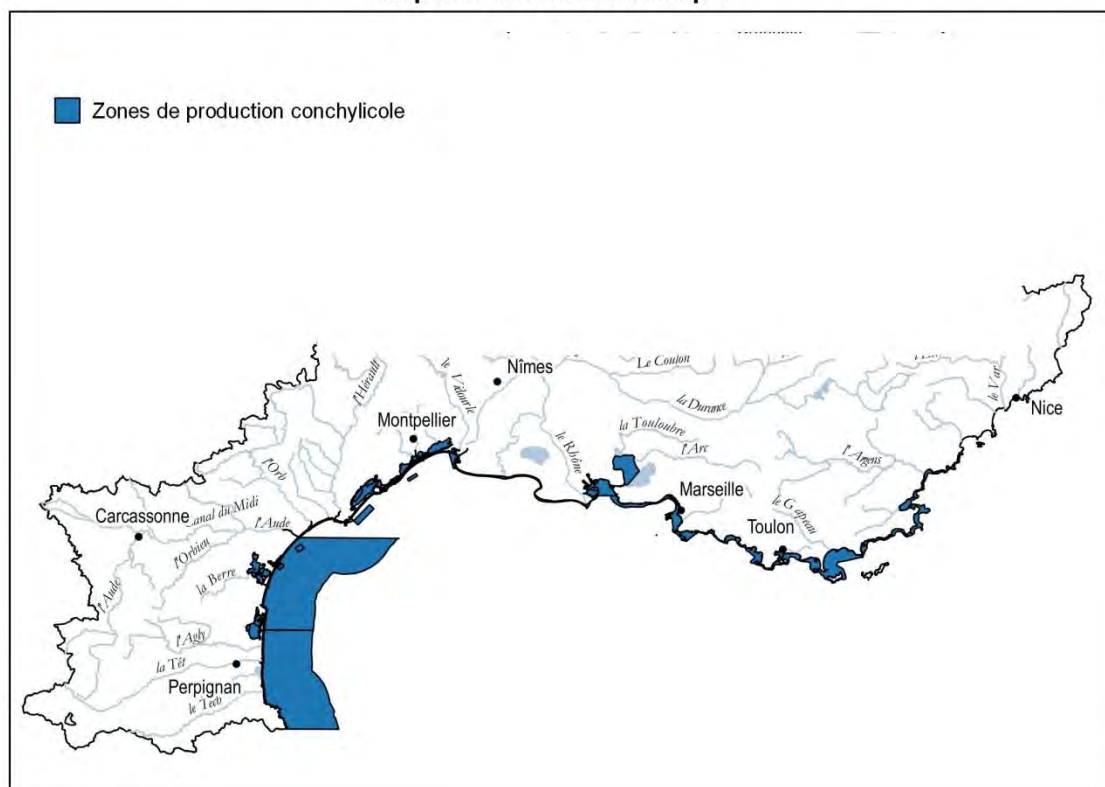 Zones de production conchylicole
Le Coulon
Nîmes
le Vidourle
l'Hérault
la Durance
le Var
Nice
Montpellier
la Touloubre
l'Arc
le Rhône
l'Argens
l'Orb
Marseille
le Gapeau
Canal du Midi
Carcassonne
l'Aude
Toulon
l'Orbieu
la Berre
l'Aude
l'Agly
la Têt
Perpignan
le Tech